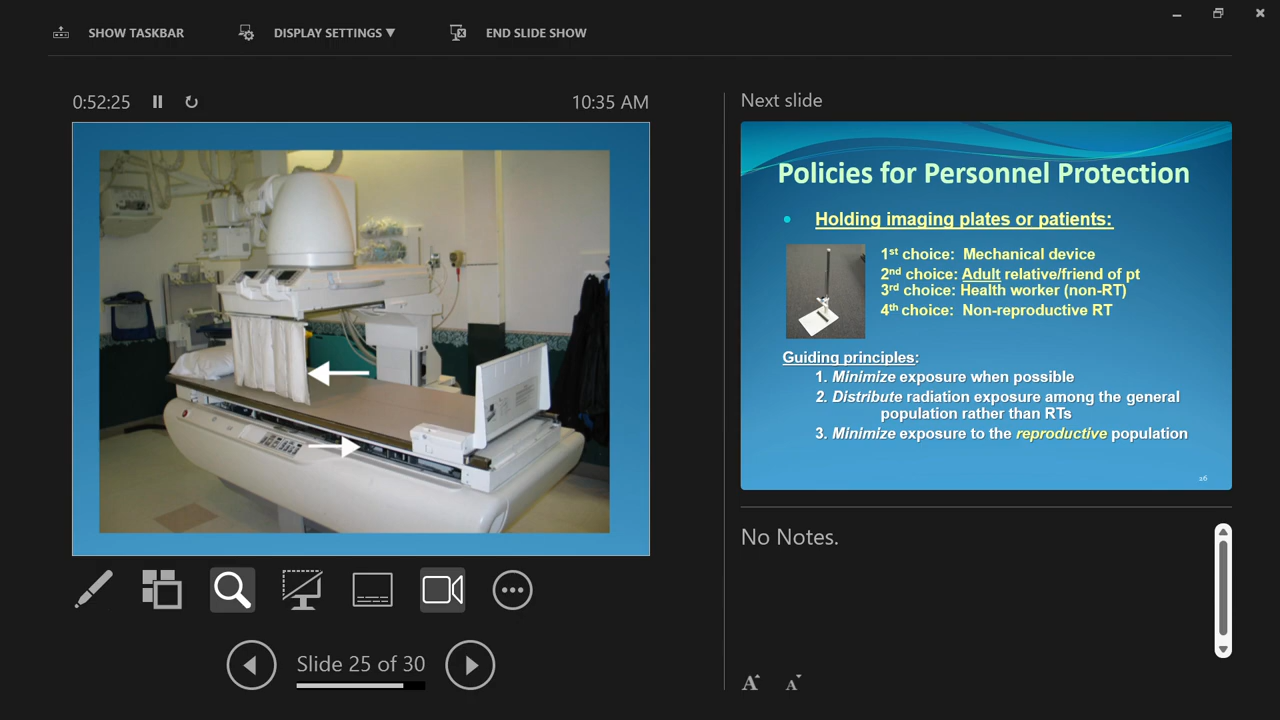 SHOW TASKBAR
DISPLAY SETTINGS ▼
END SLIDE SHOW
0:52:25
10:35 AM
Next slide
Policies for Personnel Protection
• Holding imaging plates or patients:
1st choice: Mechanical device
2nd choice: Adult relative/friend of pt
3rd choice: Health worker (non-RT)
4th choice: Non-reproductive RT
Guiding principles:
1. Minimize exposure when possible
2. Distribute radiation exposure among the general
population rather than RTs
3. Minimize exposure to the reproductive population
26
No Notes.
Slide 25 of 30
A A